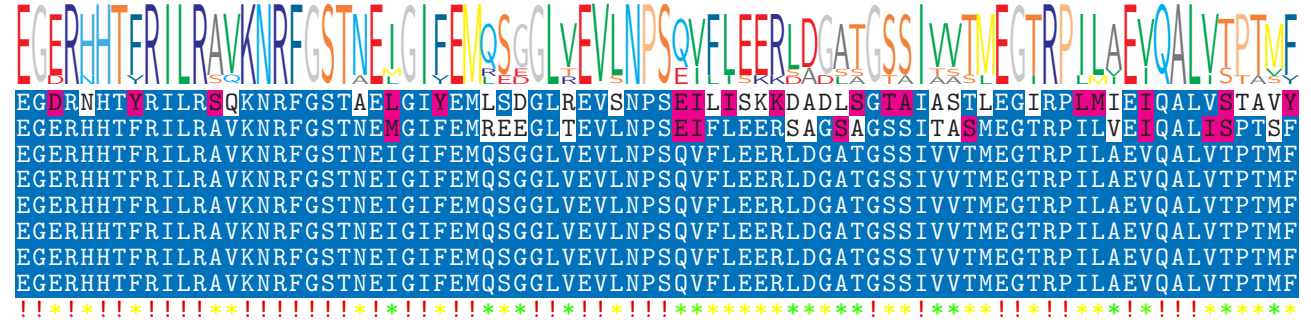 EGERHHTFRILRAVKNRFGSTNEIGIFEMQSGGLVEVLNPSQVFLEERLDGATGSSIVVTMEGTRPILAEVQALVTPTMF
EGDRNHTYRILRSQKNRFGSTAELGIYEMLSDGLREVSNPSEILISKKDADLSGTAIASTLEGIRPLMIEIQALVSTAVY
EGERHHTFRILRAVKNRFGSTNEMGIFEMREEGLTEVLNPSEIFLEERSAGSAGSSITASMEGTRPILVEIQALISPTSF
EGERHHTFRILRAVKNRFGSTNEIGIFEMQSGGLVEVLNPSQVFLEERLDGATGSSIVVTMEGTRPILAEVQALVTPTMF
EGERHHTFRILRAVKNRFGSTNEIGIFEMQSGGLVEVLNPSQVFLEERLDGATGSSIVVTMEGTRPILAEVQALVTPTMF
EGERHHTFRILRAVKNRFGSTNEIGIFEMQSGGLVEVLNPSQVFLEERLDGATGSSIVVTMEGTRPILAEVQALVTPTMF
EGERHHTFRILRAVKNRFGSTNEIGIFEMQSGGLVEVLNPSQVFLEERLDGATGSSIVVTMEGTRPILAEVQALVTPTMF
EGERHHTFRILRAVKNRFGSTNEIGIFEMQSGGLVEVLNPSQVFLEERLDGATGSSIVVTMEGTRPILAEVQALVTPTMF
EGERHHTFRILRAVKNRFGSTNEIGIFEMQSGGLVEVLNPSQVFLEERLDGATGSSIVVTMEGTRPILAEVQALVTPTMF
!!*!*!!*!!!!**!!!!!!!*!*!!*!!***!!*!!*!!!************!**!****!!*!!***!*!!!******